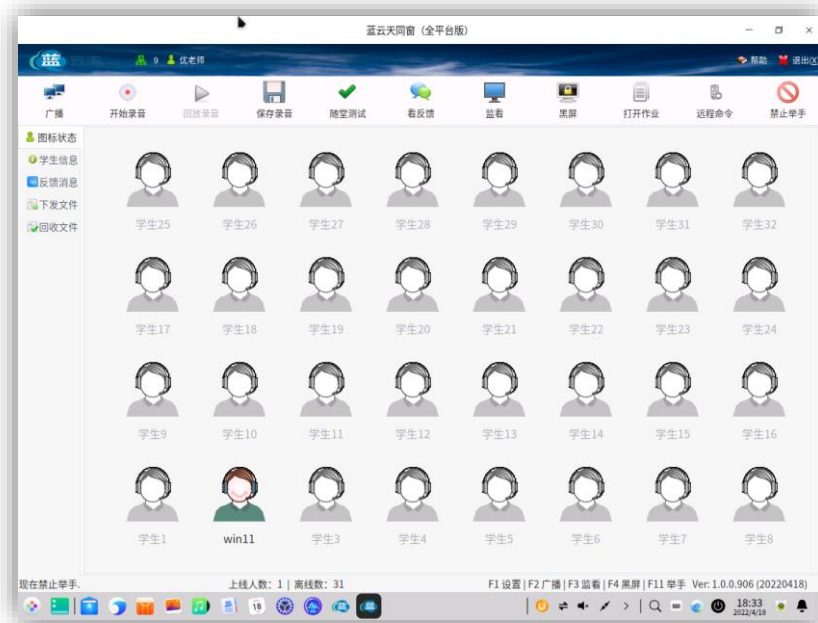 蓝云天同窗（全平台版）
蓝
9 优老师
帮助 退出(X
广播 开始录音 回放录音 保存录音 随堂测试 看反馈 监看 黑屏 打开作业 远程命令 禁止举手
图标状态
学生信息
反馈消息
下发文件
回收文件
学生25 学生26 学生27 学生28 学生29 学生30 学生31 学生32
学生17 学生18 学生19 学生20 学生21 学生22 学生23 学生24
学生9 学生10 学生11 学生12 学生13 学生14 学生15 学生16
学生1 win11 学生3 学生4 学生5 学生6 学生7 学生8
现在禁止举手. 上线人数: 1 | 离线数: 31 F1 设置 | F2 广播 | F3 监看 | F4 黑屏 | F11 举手 Ver: 1.0.0.906 (20220418)
18 18:33
2022/4/18